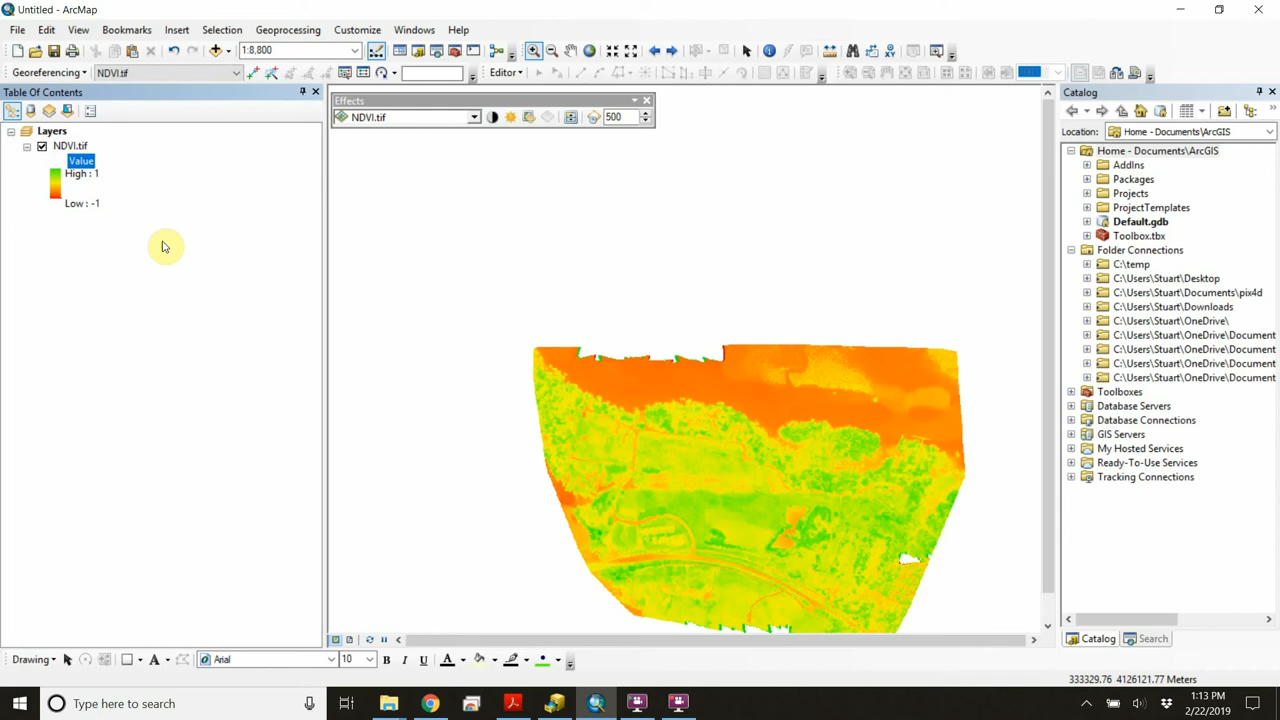 Untitled - ArcMap
File Edit View Bookmarks Insert Selection Geoprocessing Customize Windows Help
1:8,800
Georeferencing NDVI.tif Editor
Table Of Contents
Layers
NDVI.tif
Value
High : 1
Low : -1
Effects
NDVI.tif 500
Catalog
Location: Home - Documents\ArcGIS
Home - Documents\ArcGIS
AddIns
Packages
Projects
ProjectTemplates
Default.gdb
Toolbox.tbx
Folder Connections
C:\temp
C:\Users\Stuart\Desktop
C:\Users\Stuart\Documents\pix4d
C:\Users\Stuart\Downloads
C:\Users\Stuart\OneDrive\
C:\Users\Stuart\OneDrive\Document
C:\Users\Stuart\OneDrive\Document
C:\Users\Stuart\OneDrive\Document
C:\Users\Stuart\OneDrive\Document
Toolboxes
Database Servers
Database Connections
GIS Servers
My Hosted Services
Ready-To-Use Services
Tracking Connections
Catalog Search
Drawing A Arial 10 B I U A
333329.76 4126121.77 Meters
Type here to search
1:13 PM
2/22/2019